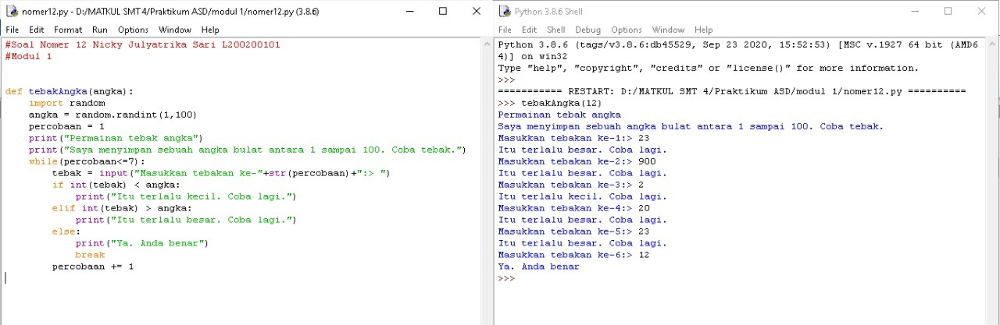 nomer12.py - D:/MATKUL SMT 4/Praktikum ASD/modul 1/nomer12.py (3.8.6)
File Edit Format Run Options Window Help
#Soal Nomer 12 Nicky Julyatrika Sari L200200101
#Modul 1
def tebakAngka(angka):
    import random
    angka = random.randint(1,100)
    percobaan = 1
    print("Permainan tebak angka")
    print("Saya menyimpan sebuah angka bulat antara 1 sampai 100. Coba tebak.")
    while(percobaan<=7):
        tebak = input("Masukkan tebakan ke-"+str(percobaan)+":> ")
        if int(tebak) < angka:
            print("Itu terlalu kecil. Coba lagi.")
        elif int(tebak) > angka:
            print("Itu terlalu besar. Coba lagi.")
        else:
            print("Ya. Anda benar")
            break
        percobaan += 1
Python 3.8.6 Shell
File Edit Shell Debug Options Window Help
Python 3.8.6 (tags/v3.8.6:db45529, Sep 23 2020, 15:52:53) [MSC v.1927 64 bit (AMD6
4)] on win32
Type "help", "copyright", "credits" or "license()" for more information.
>>>
=========== RESTART: D:/MATKUL SMT 4/Praktikum ASD/modul 1/nomer12.py ==========
>>> tebakAngka(12)
Permainan tebak angka
Saya menyimpan sebuah angka bulat antara 1 sampai 100. Coba tebak.
Masukkan tebakan ke-1:> 23
Itu terlalu besar. Coba lagi.
Masukkan tebakan ke-2:> 900
Itu terlalu besar. Coba lagi.
Masukkan tebakan ke-3:> 2
Itu terlalu kecil. Coba lagi.
Masukkan tebakan ke-4:> 20
Itu terlalu besar. Coba lagi.
Masukkan tebakan ke-5:> 23
Itu terlalu besar. Coba lagi.
Masukkan tebakan ke-6:> 12
Ya. Anda benar
>>>